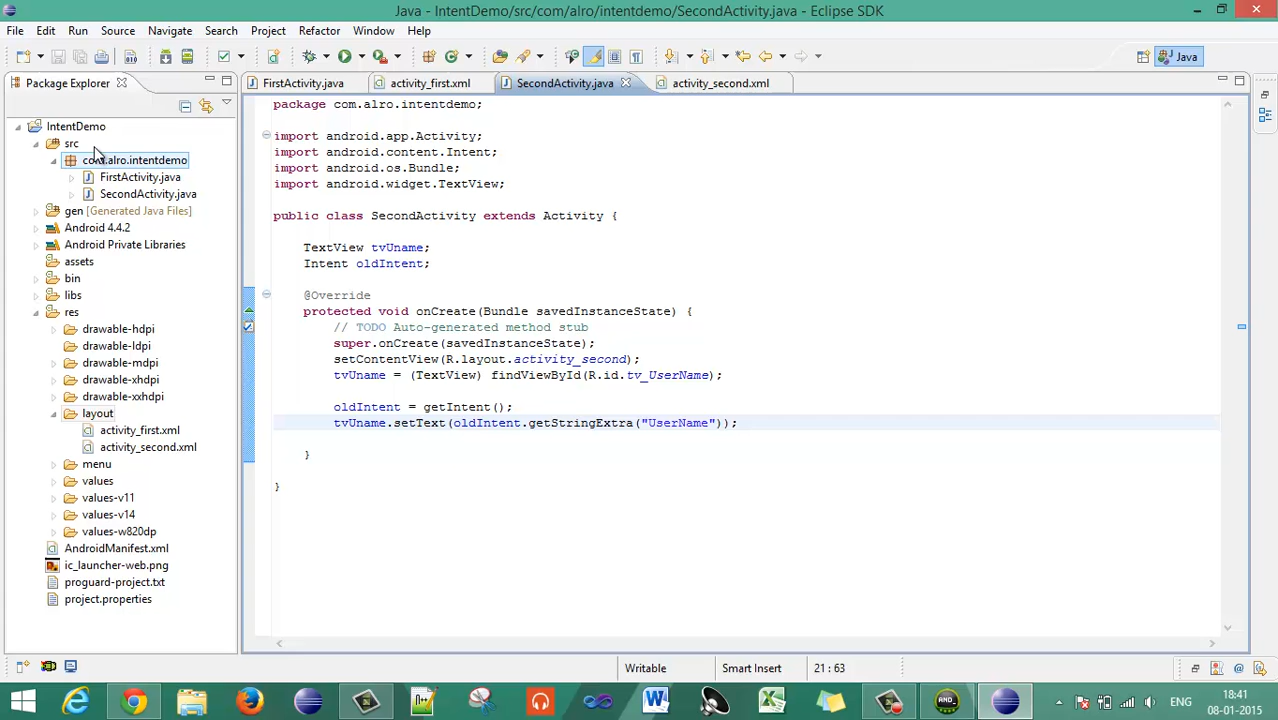 Java - IntentDemo/src/com/alro/intentdemo/SecondActivity.java - Eclipse SDK
File Edit Run Source Navigate Search Project Refactor Window Help
Java
Package Explorer
FirstActivity.java activity_first.xml SecondActivity.java activity_second.xml
IntentDemo
src
com.alro.intentdemo
FirstActivity.java
SecondActivity.java
gen [Generated Java Files]
Android 4.4.2
Android Private Libraries
assets
bin
libs
res
drawable-hdpi
drawable-ldpi
drawable-mdpi
drawable-xhdpi
drawable-xxhdpi
layout
activity_first.xml
activity_second.xml
menu
values
values-v11
values-v14
values-w820dp
AndroidManifest.xml
ic_launcher-web.png
proguard-project.txt
project.properties
package com.alro.intentdemo;
import android.app.Activity;
import android.content.Intent;
import android.os.Bundle;
import android.widget.TextView;
public class SecondActivity extends Activity {
TextView tvUname;
Intent oldIntent;
@Override
protected void onCreate(Bundle savedInstanceState) {
// TODO Auto-generated method stub
super.onCreate(savedInstanceState);
setContentView(R.layout.activity_second);
tvUname = (TextView) findViewById(R.id.tv_UserName);
oldIntent = getIntent();
tvUname.setText(oldIntent.getStringExtra("UserName"));
}
}
Writable Smart Insert 21 : 63
ENG
18:41
08-01-2015